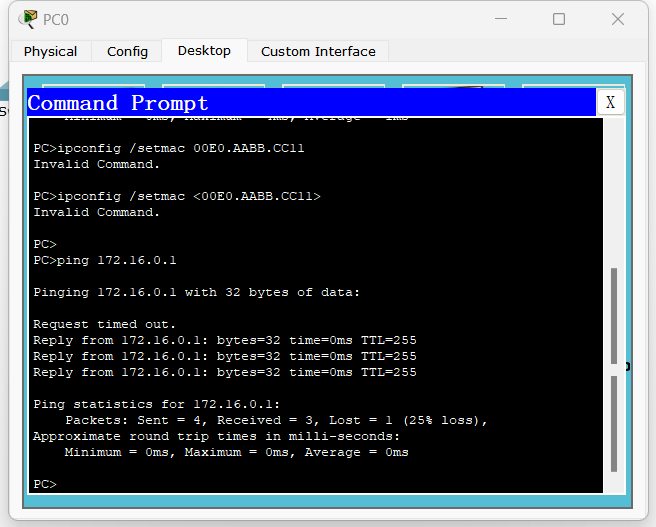 PC0
Physical Config Desktop Custom Interface
Command Prompt X
PC>ipconfig /setmac 00E0.AABB.CC11
Invalid Command.
PC>ipconfig /setmac <00E0.AABB.CC11>
Invalid Command.
PC>
PC>ping 172.16.0.1
Pinging 172.16.0.1 with 32 bytes of data:
Request timed out.
Reply from 172.16.0.1: bytes=32 time=0ms TTL=255
Reply from 172.16.0.1: bytes=32 time=0ms TTL=255
Reply from 172.16.0.1: bytes=32 time=0ms TTL=255
Ping statistics for 172.16.0.1:
Packets: Sent = 4, Received = 3, Lost = 1 (25% loss),
Approximate round trip times in milli-seconds:
Minimum = 0ms, Maximum = 0ms, Average = 0ms
PC>